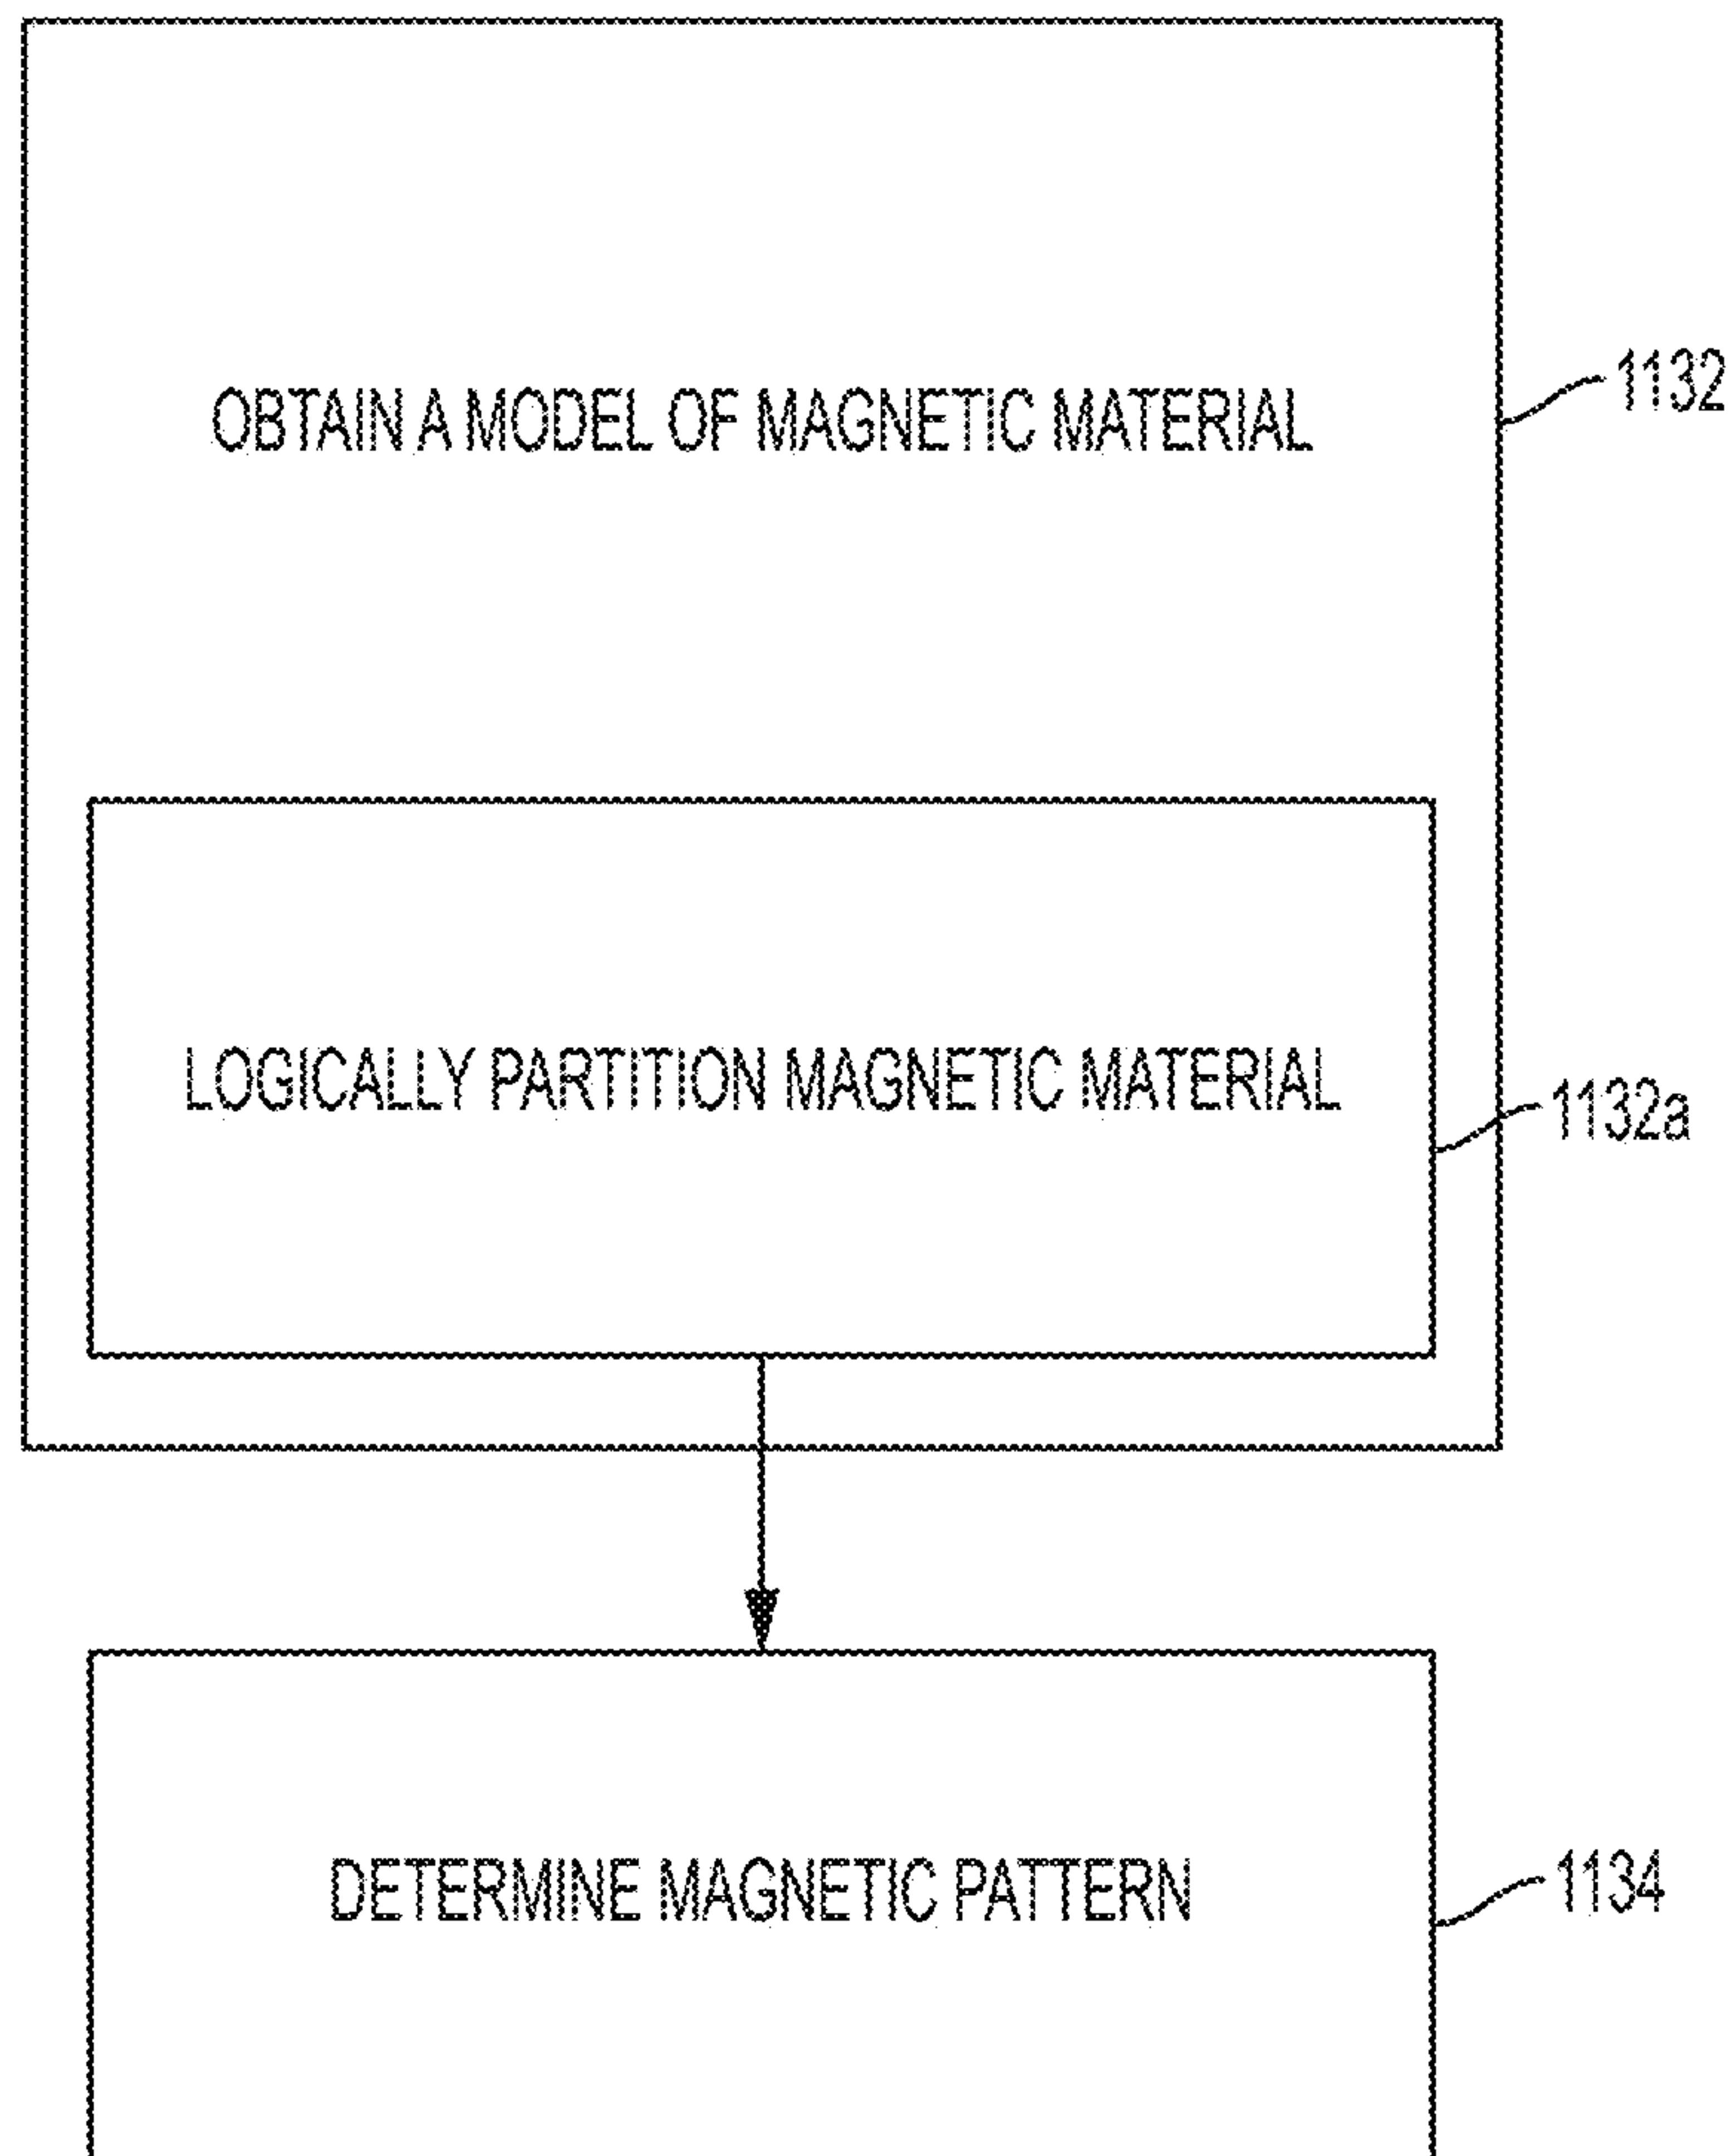 OBTAIN A MODEL OF MAGNETIC MATERIAL
1132
LOGICALLY PARTITION MAGNETIC MATERIAL
1132a
DETERMINE MAGNETIC PATTERN
1134